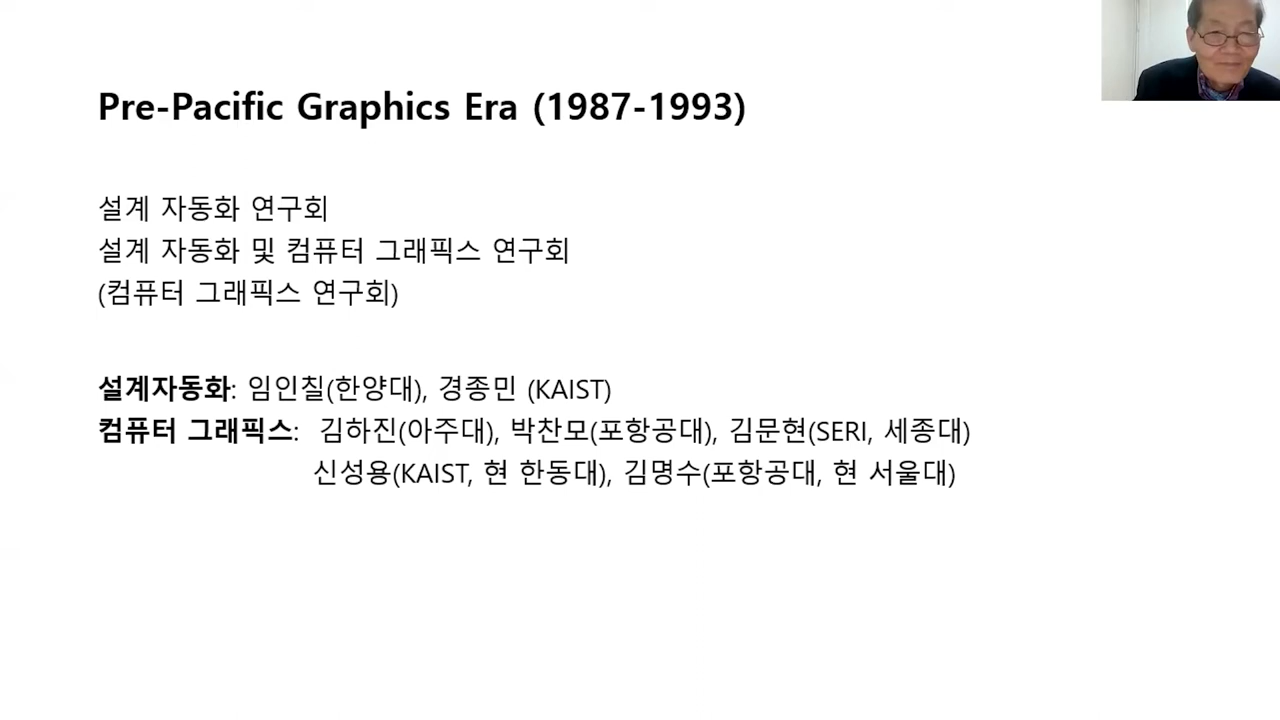 Pre-Pacific Graphics Era (1987-1993)
설계 자동화 연구회
설계 자동화 및 컴퓨터 그래픽스 연구회
(컴퓨터 그래픽스 연구회)
설계자동화: 임인칠(한양대), 경종민 (KAIST)
컴퓨터 그래픽스: 김하진(아주대), 박찬모(포항공대), 김문현(SERI, 세종대)
신성용(KAIST, 현 한동대), 김명수(포항공대, 현 서울대)